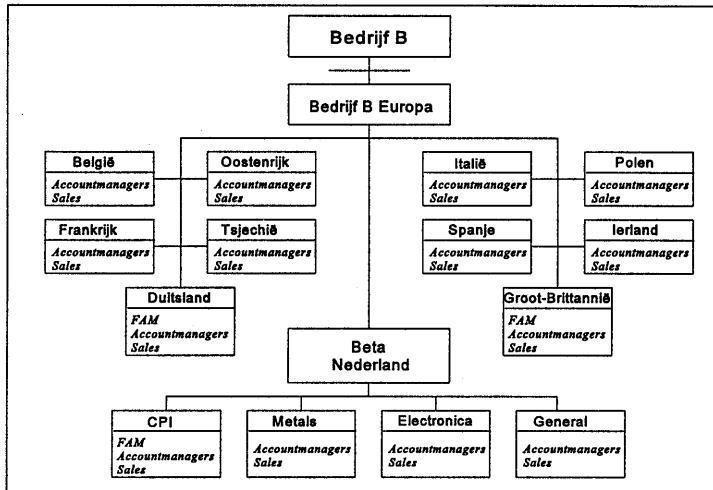 Bedrijf B
Bedrijf B Europa
België
Accountmanagers
Sales
Oostenrijk
Accountmanagers
Sales
Italië
Accountmanagers
Sales
Polen
Accountmanagers
Sales
Frankrijk
Accountmanagers
Sales
Tsjechië
Accountmanagers
Sales
Spanje
Accountmanagers
Sales
Ierland
Accountmanagers
Sales
Duitsland
FAM
Accountmanagers
Sales
Groot-Brittannië
FAM
Accountmanagers
Sales
Beta
Nederland
CPI
FAM
Accountmanagers
Sales
Metals
Accountmanagers
Sales
Electronica
Accountmanagers
Sales
General
Accountmanagers
Sales